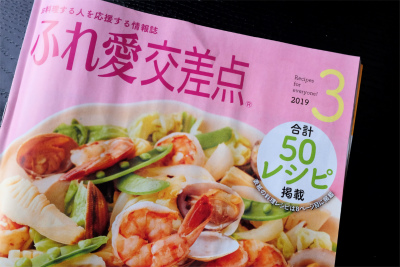 料理する人を応援する情報誌
ふれ愛交差点®
Recipes
for
everyone!
2019
3
合計
50
レシピ
掲載